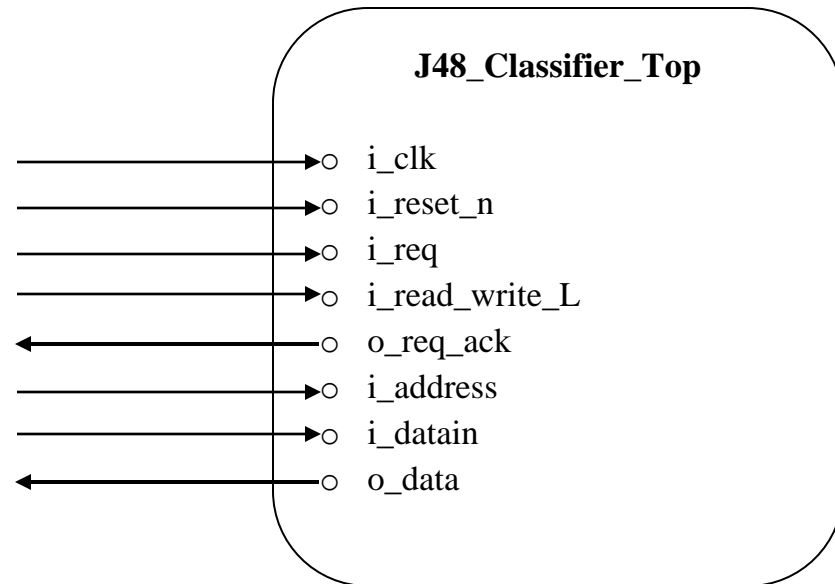 J48_Classifier_Top
i_clk
i_reset_n
i_req
i_read_write_L
o_req_ack
i_address
i_datain
o_data